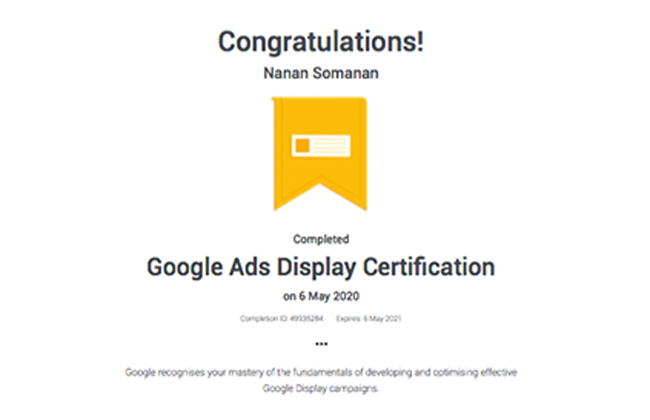 Congratulations!
Nanan Somanan
Completed
Google Ads Display Certification
on 6 May 2020
Completion ID: 49935284 Expires: 6 May 2021
•••
Google recognises your mastery of the fundamentals of developing and optimising effective
Google Display campaigns.